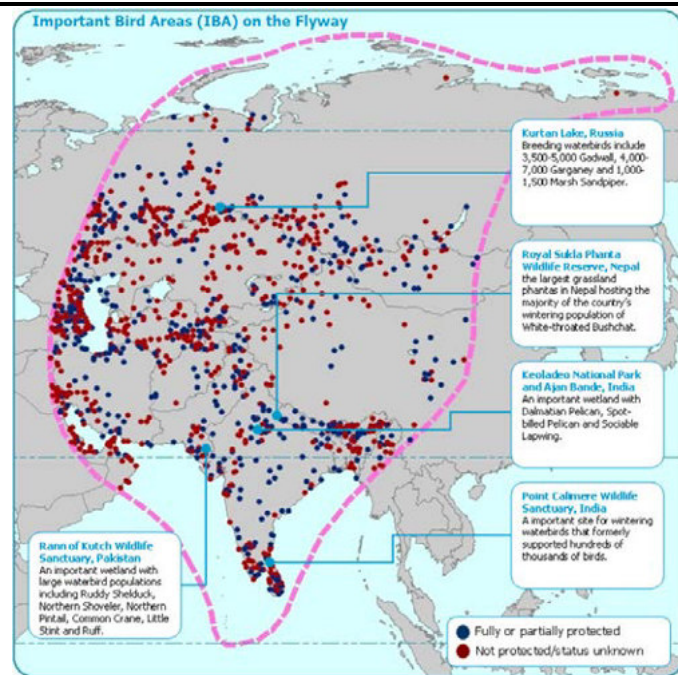 Important Bird Areas (IBA) on the Flyway
Kurtan Lake, Russia
Breeding waterbirds include
3,500-5,000 Gadwall, 4,000-
7,000 Garganey and 1,000-
1,500 Marsh Sandpiper.
Royal Sukla Phanta
Wildlife Reserve, Nepal
the largest grassland
phantas in Nepal hosting the
majority of the country's
wintering population of
White-throated Bushchat.
Keoladeo National Park
and Ajan Bande, India
An important wetland with
Dalmatian Pelican, Spot-
billed Pelican and Sociable
Lapwing.
Point Calimere Wildlife
Sanctuary, India
A important site for wintering
waterbirds that formerly
supported hundreds of
thousands of birds.
Rann of Kutch Wildlife
Sanctuary, Pakistan
An important wetland with
large waterbird populations
including Ruddy Shelduck,
Northern Shoveler, Northern
Pintail, Common Crane, Little
Stint and Ruff.
Fully or partially protected
Not protected/status unknown